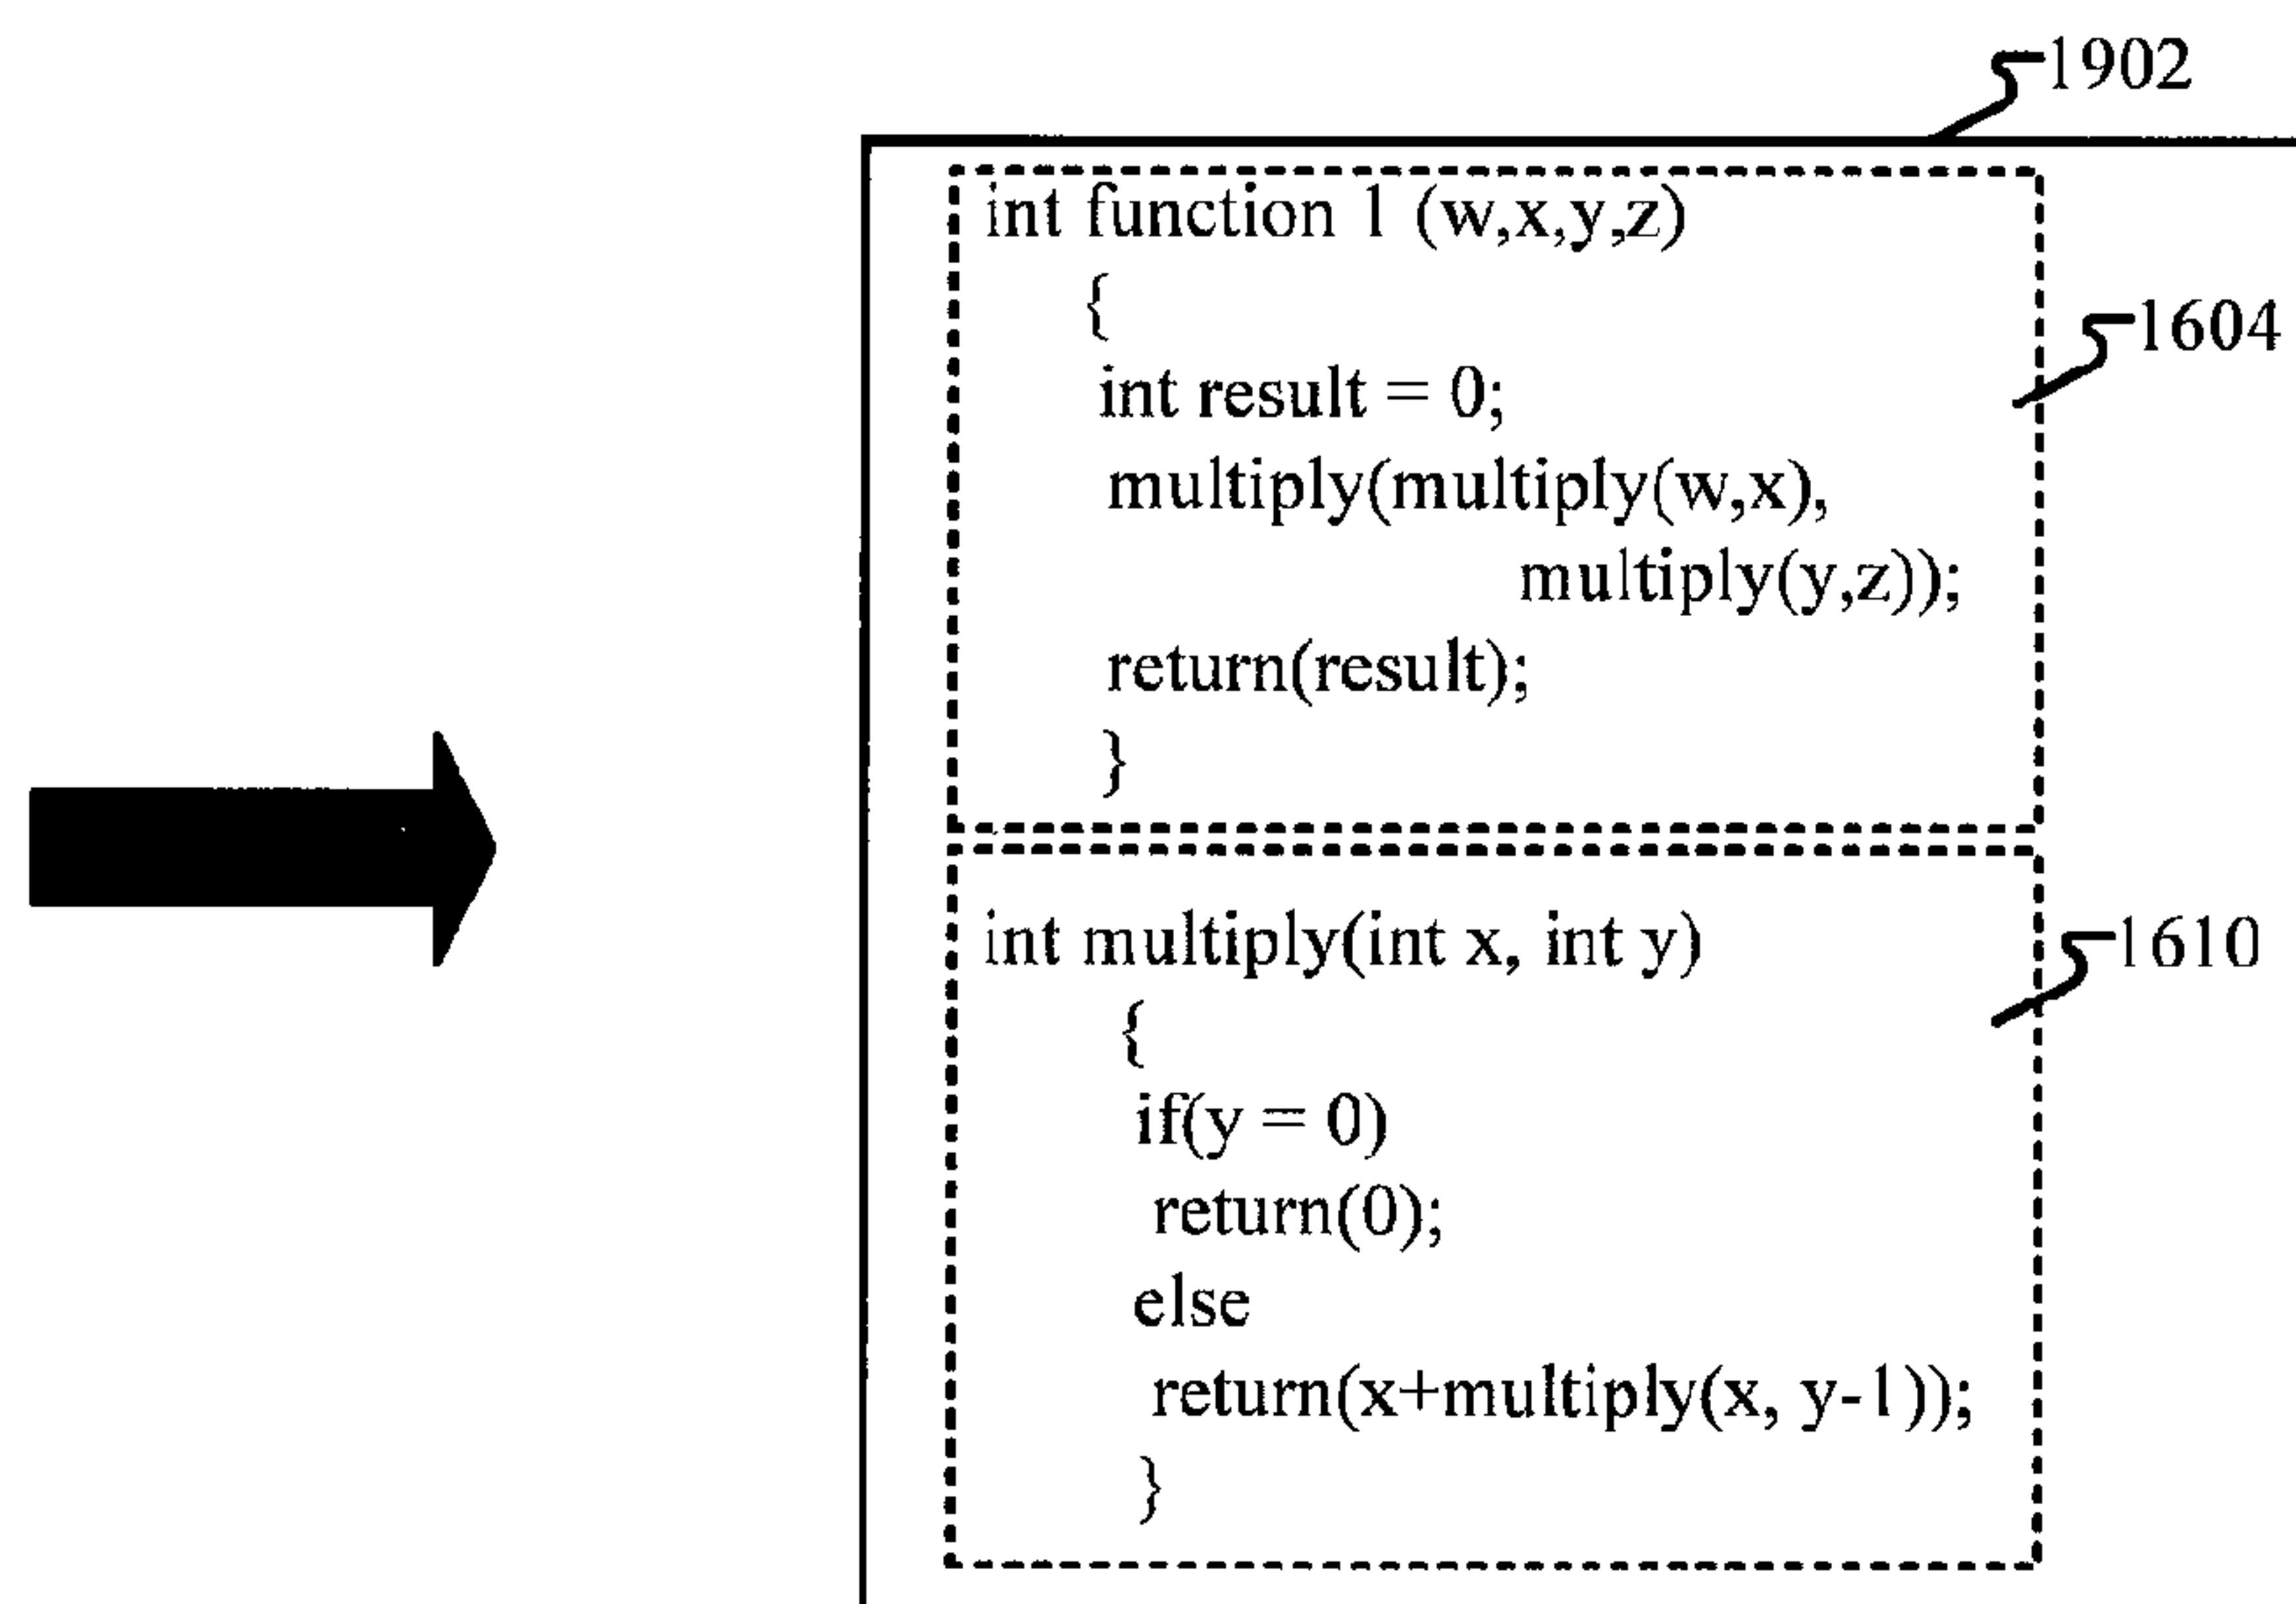 1902
int function 1 (w,x,y,z)
{
1604
int result = 0;
multiply(multiply(w,x),
multiply(y,z));
return(result);
}
int multiply(int x, int y)
1610
{
if(y = 0)
return(0);
else
return(x+multiply(x, y-1));
}